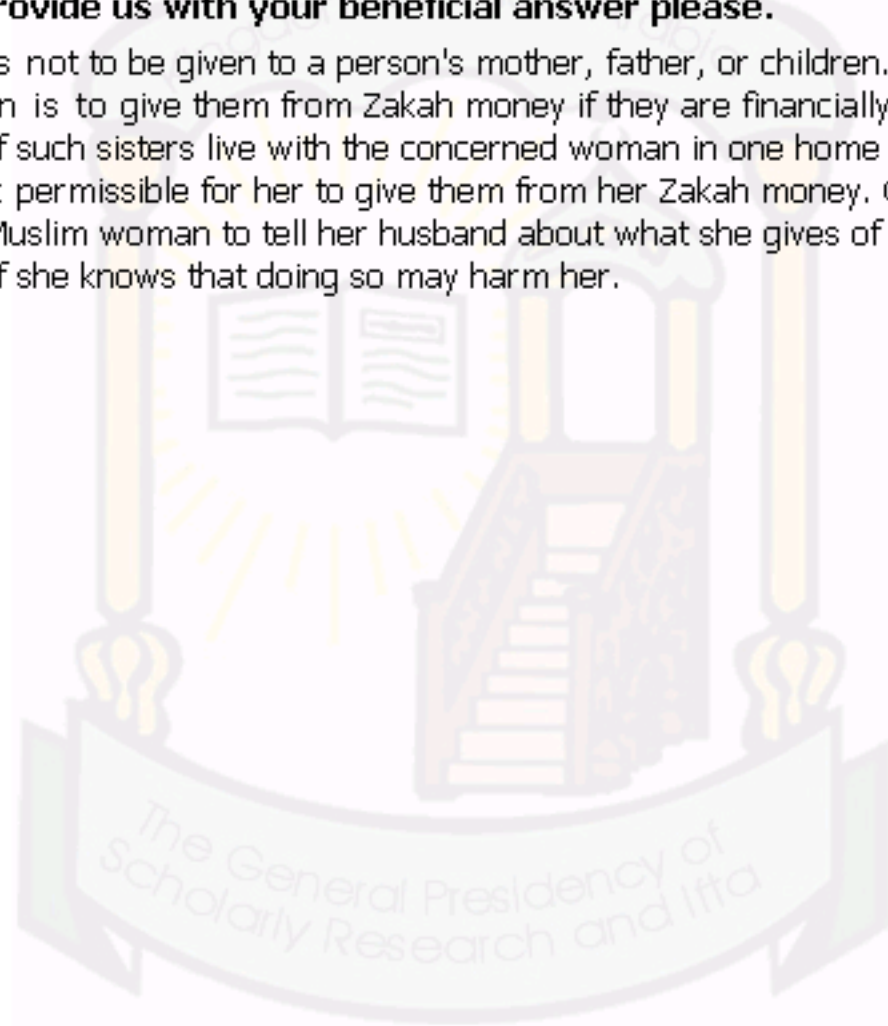 rovide us with your beneficial answer please.
s not to be given to a person's mother, father, or children.
n is to give them from Zakah money if they are financially
f such sisters live with the concerned woman in one home
permissible for her to give them from her Zakah money.
Muslim woman to tell her husband about what she gives of
f she knows that doing so may harm her.
The General Presidency of
Scholarly Research and Ifta